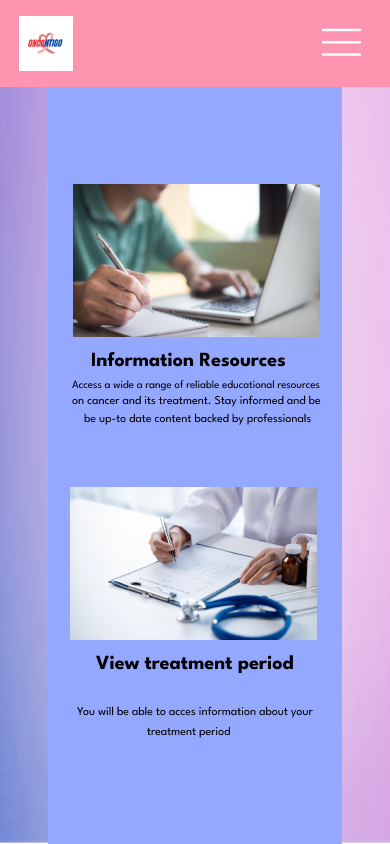 ONCONTIGO
Information Resources
Access a wide a range of reliable educational resources
on cancer and its treatment. Stay informed and be
be up-to date content backed by professionals
View treatment period
You will be able to acces information about your
treatment period